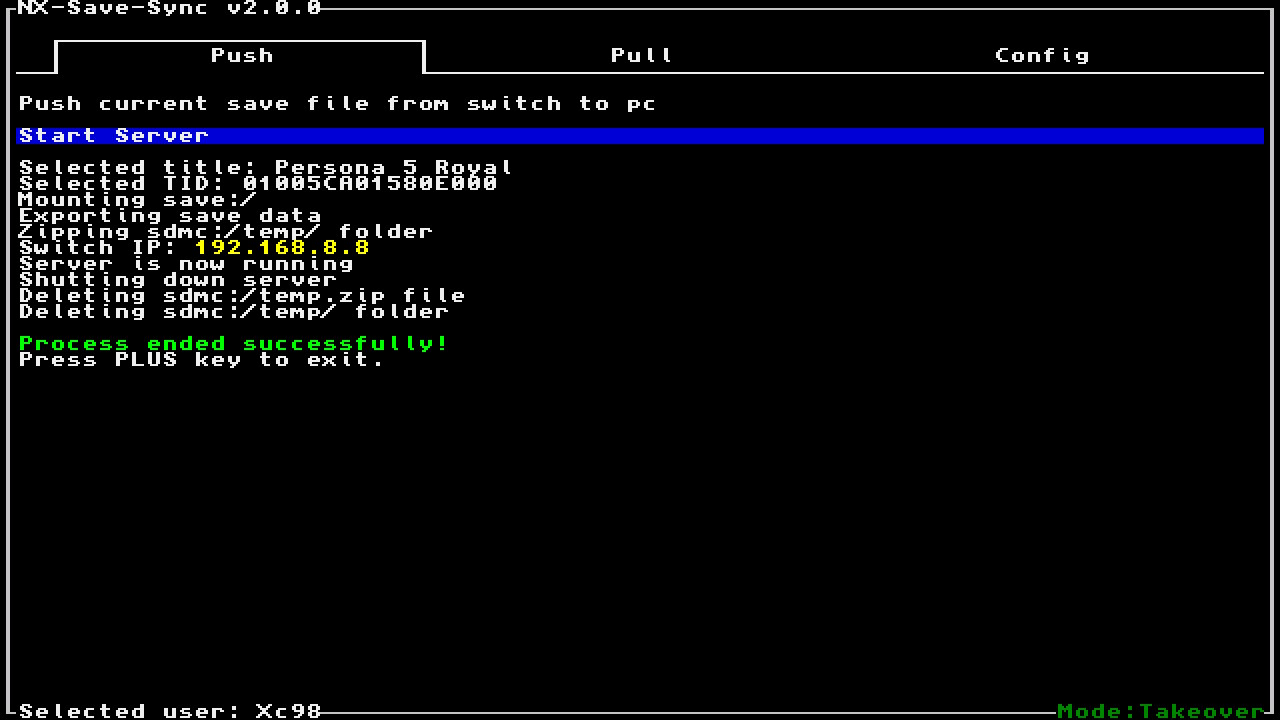 NX-Save-Sync v2.0.0
Push Pull Config
Push current save file from switch to pc
Start Server
Selected title: Persona 5 Royal
Selected TID: 01005CA01580E000
Mounting save:/
Exporting save data
Zipping sdmc:/temp/ folder
Switch IP: 192.168.8.8
Server is now running
Shutting down server
Deleting sdmc:/temp.zip file
Deleting sdmc:/temp/ folder
Process ended successfully!
Press PLUS key to exit.
Selected user: Xc98 Mode:Takeover